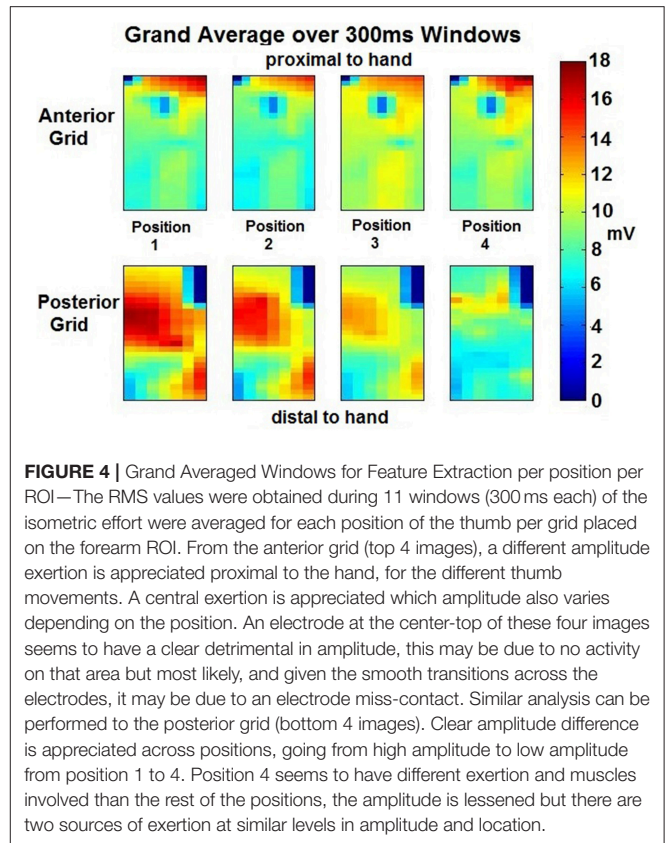 Grand Average over 300ms Windows
proximal to hand
Anterior
Grid
18
16
14
12
10
mV
8
6
4
2
0
Position
1
Position
2
Position
3
Position
4
Posterior
Grid
distal to hand
FIGURE 4 | Grand Averaged Windows for Feature Extraction per position per
ROI—The RMS values were obtained during 11 windows (300 ms each) of the
isometric effort were averaged for each position of the thumb per grid placed
on the forearm ROI. From the anterior grid (top 4 images), a different amplitude
exertion is appreciated proximal to the hand, for the different thumb
movements. A central exertion is appreciated which amplitude also varies
depending on the position. An electrode at the center-top of these four images
seems to have a clear detrimental in amplitude, this may be due to no activity
on that area but most likely, and given the smooth transitions across the
electrodes, it may be due to an electrode miss-contact. Similar analysis can be
performed to the posterior grid (bottom 4 images). Clear amplitude difference
is appreciated across positions, going from high amplitude to low amplitude
from position 1 to 4. Position 4 seems to have different exertion and muscles
involved than the rest of the positions, the amplitude is lessened but there are
two sources of exertion at similar levels in amplitude and location.